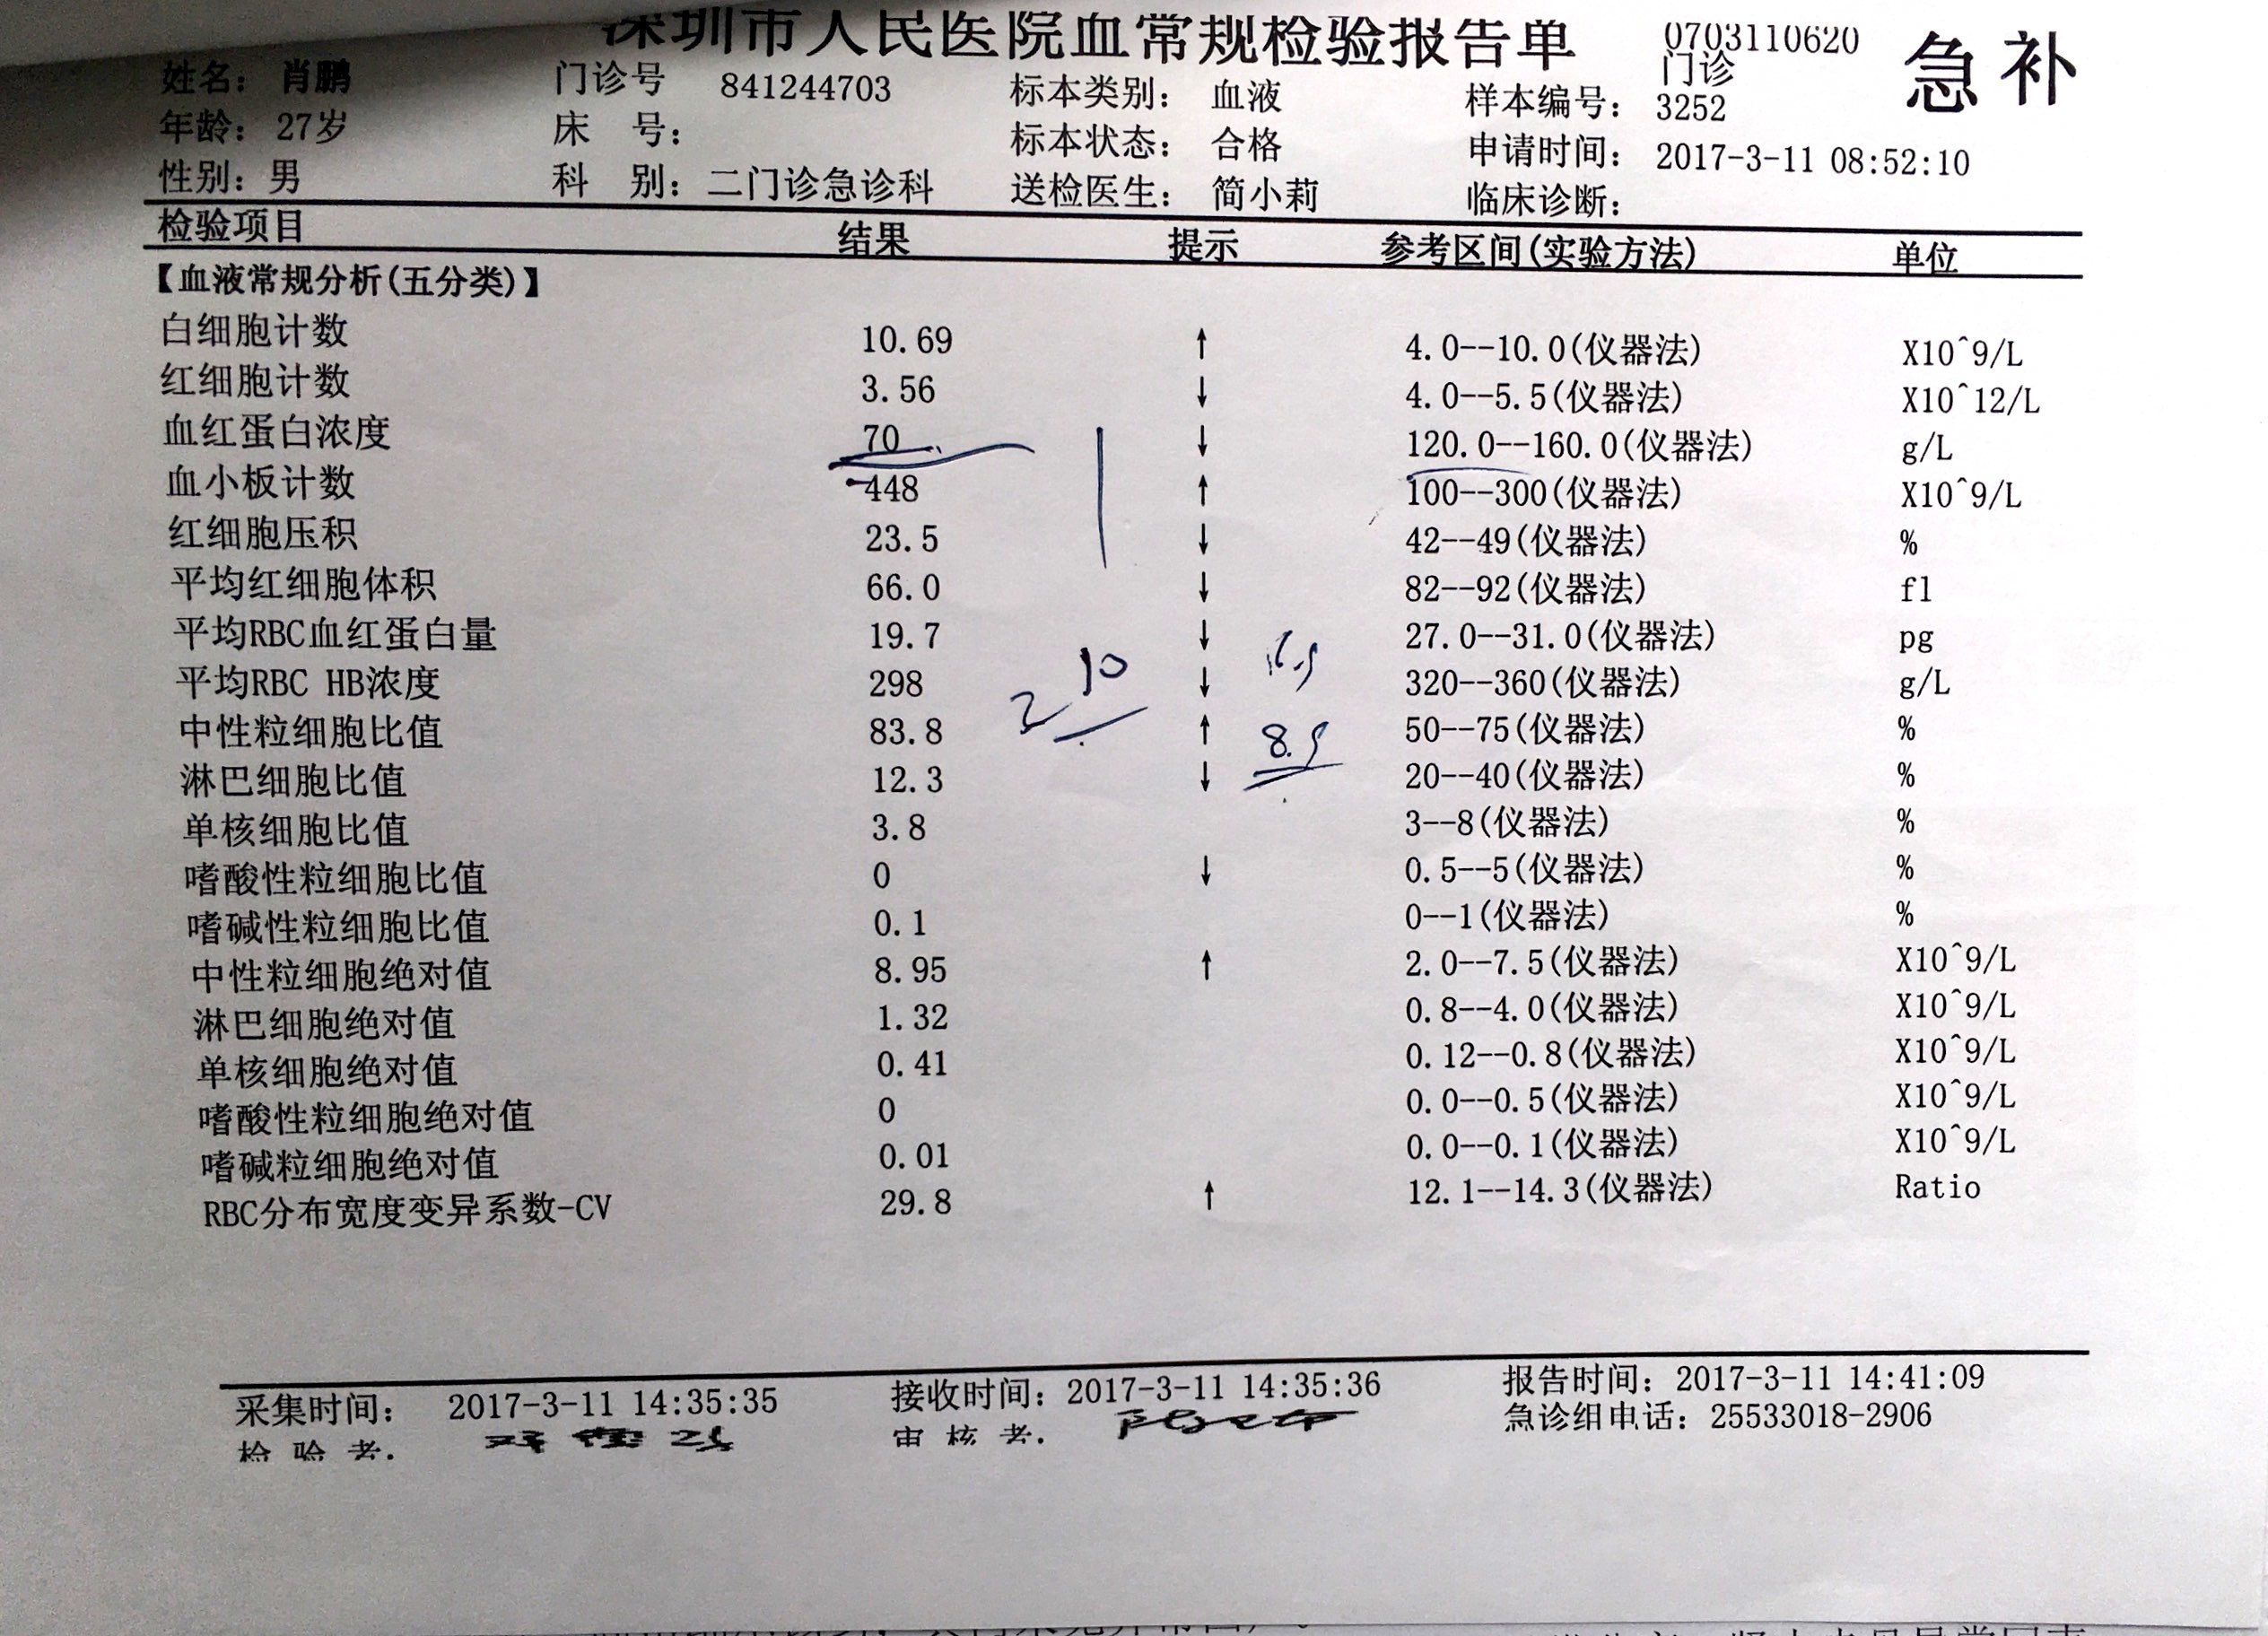 深圳市人民医院血常规检验报告单 0703110620 急 补
门诊
姓名： 肖鹏 门诊号 841244703 标本类别： 血液 样本编号： 3252
年龄： 27岁 床 号： 标本状态： 合格 申请时间： 2017-3-11 08:52:10
性别： 男 科 别： 二门诊急诊科 送检医生： 简小莉 临床诊断：
检验项目 结果 提示 参考区间(实验方法) 单位
【血液常规分析(五分类)】
白细胞计数 10.69 ↑ 4.0--10.0(仪器法) X10^9/L
红细胞计数 3.56 ↓ 4.0--5.5(仪器法) X10^12/L
血红蛋白浓度 70 ↓ 120.0--160.0(仪器法) g/L
血小板计数 448 ↑ 100--300(仪器法) X10^9/L
红细胞压积 23.5 ↓ 42--49(仪器法) %
平均红细胞体积 66.0 ↓ 82--92(仪器法) fl
平均RBC血红蛋白量 19.7 ↓ 27.0--31.0(仪器法) pg
平均RBC HB浓度 298 10 ↓ 320--360(仪器法) g/L
中性粒细胞比值 83.8 ↑ 8.5 50--75(仪器法) %
淋巴细胞比值 12.3 ↓ 20--40(仪器法) %
单核细胞比值 3.8 3--8(仪器法) %
嗜酸性粒细胞比值 0 ↓ 0.5--5(仪器法) %
嗜碱性粒细胞比值 0.1 0--1(仪器法) %
中性粒细胞绝对值 8.95 ↑ 2.0--7.5(仪器法) X10^9/L
淋巴细胞绝对值 1.32 0.8--4.0(仪器法) X10^9/L
单核细胞绝对值 0.41 0.12--0.8(仪器法) X10^9/L
嗜酸性粒细胞绝对值 0 0.0--0.5(仪器法) X10^9/L
嗜碱粒细胞绝对值 0.01 0.0--0.1(仪器法) X10^9/L
RBC分布宽度变异系数-CV 29.8 ↑ 12.1--14.3(仪器法) Ratio
采集时间： 2017-3-11 14:35:35 接收时间：2017-3-11 14:35:36 报告时间：2017-3-11 14:41:09
检 验 者： 审 核 者： 急诊组电话：25533018-2906